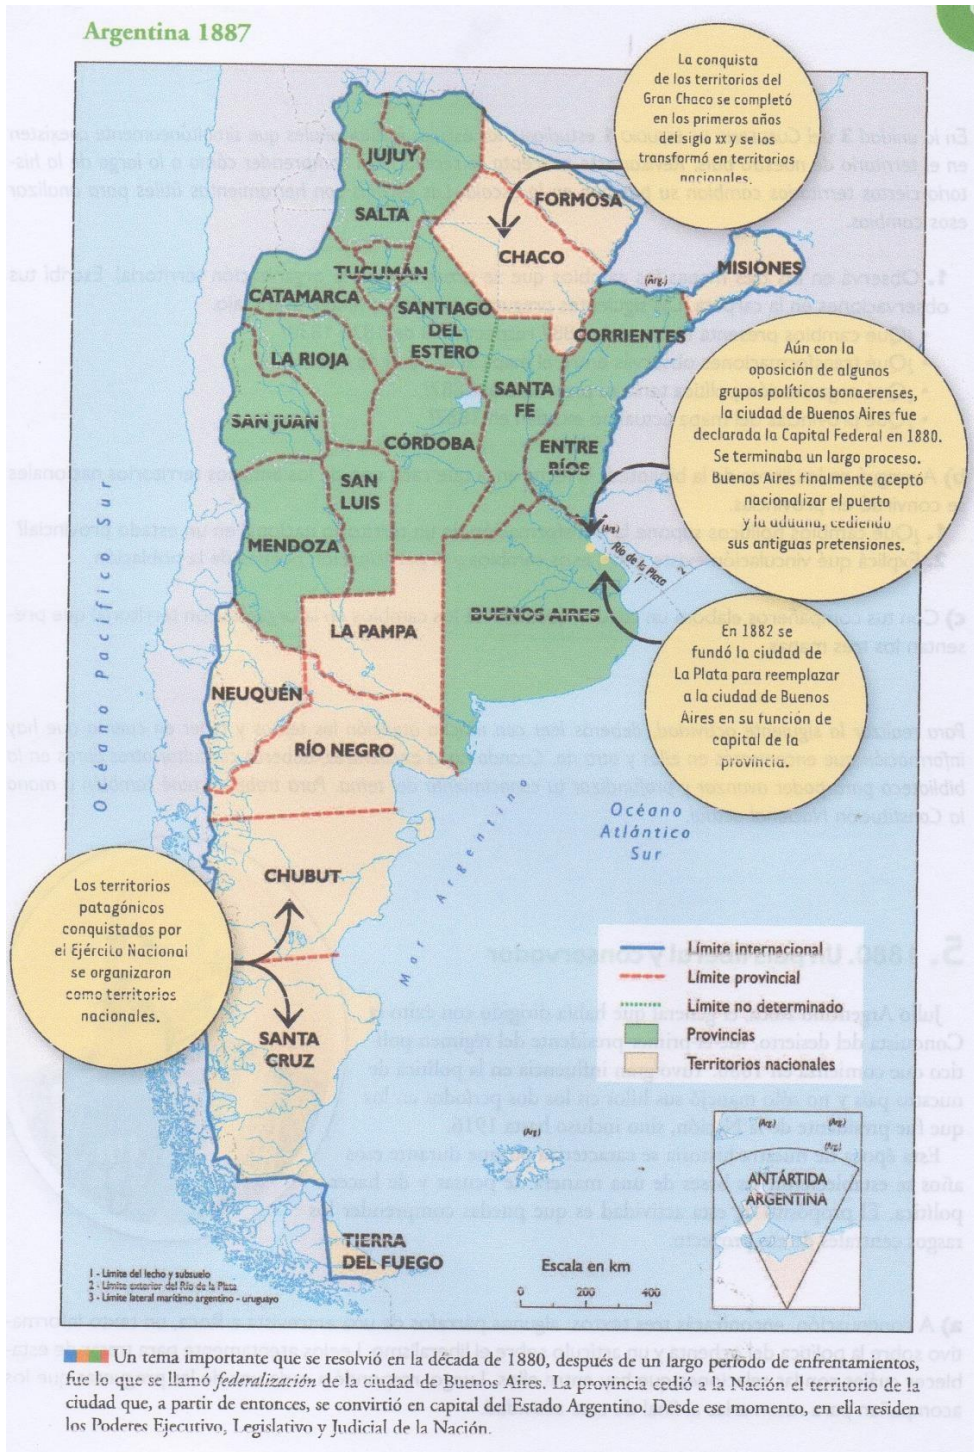 Argentina 1887
La conquista
de los territorios del
Gran Chaco se completó
en los primeros años
del siglo XX y se los
transformó en territorios
nacionales.
JUJUY
SALTA
FORMOSA
CHACO
MISIONES
TUCUMÁN
CATAMARCA
SANTIAGO
DEL
ESTERO
(Arg.)
CORRIENTES
LA RIOJA
SANTA
FE
SAN JUAN
CÓRDOBA
ENTRE
RÍOS
SAN
LUIS
MENDOZA
Aún con la
oposición de algunos
grupos políticos bonaerenses,
la ciudad de Buenos Aires fue
declarada la Capital Federal en 1880.
Se terminaba un largo proceso.
Buenos Aires finalmente aceptó
nacionalizar el puerto
y la aduana, cediendo
sus antiguas pretensiones.
(Arg.)
Río de la Plata
1
2
BUENOS AIRES
LA PAMPA
En 1882 se
fundó la ciudad de
La Plata para reemplazar
a la ciudad de Buenos
Aires en su función de
capital de la
provincia.
NEUQUÉN
RÍO NEGRO
Océano Pacífico Sur
Océano
Atlántico
Sur
Mar Argentino
CHUBUT
Los territorios
patagónicos
conquistados por
el Ejército Nacional
se organizaron
como territorios
nacionales.
SANTA
CRUZ
Límite internacional
Límite provincial
Límite no determinado
Provincias
Territorios nacionales
(Arg.)
(Arg.)
(Arg.)
(Arg.)
ANTÁRTIDA
ARGENTINA
TIERRA
DEL FUEGO
1 - Límite del lecho y subsuelo
2 - Límite exterior del Río de la Plata
3 - Límite lateral marítimo argentino - uruguayo
Escala en km
0 200 400
Un tema importante que se resolvió en la década de 1880, después de un largo período de enfrentamientos,
fue lo que se llamó federalización de la ciudad de Buenos Aires. La provincia cedió a la Nación el territorio de la
ciudad que, a partir de entonces, se convirtió en capital del Estado Argentino. Desde ese momento, en ella residen
los Poderes Ejecutivo, Legislativo y Judicial de la Nación.